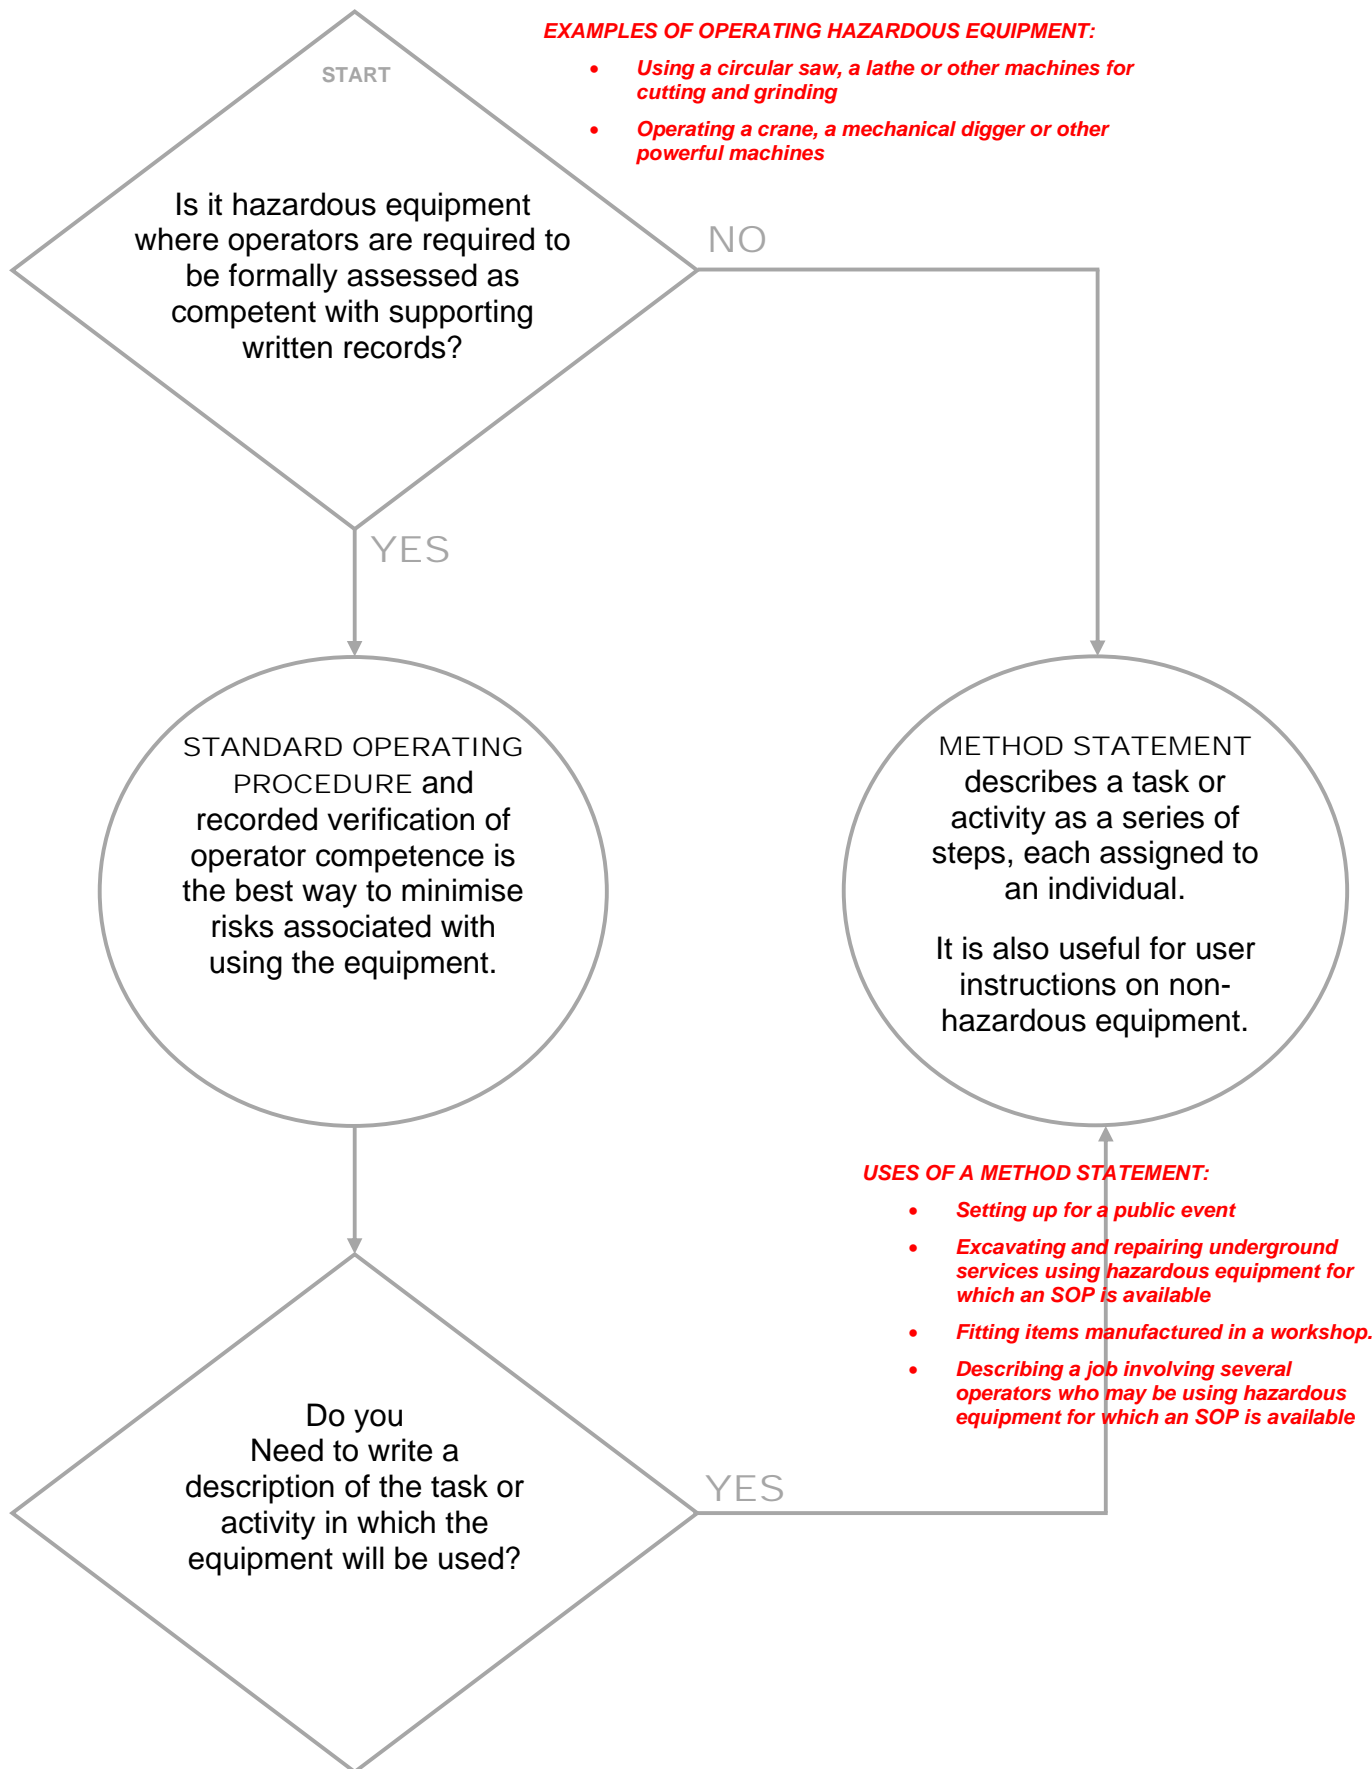 EXAMPLES OF OPERATING HAZARDOUS EQUIPMENT:
• Using a circular saw, a lathe or other machines for
cutting and grinding
• Operating a crane, a mechanical digger or other
powerful machines
START
Is it hazardous equipment
where operators are required to
be formally assessed as
competent with supporting
written records?
NO
YES
STANDARD OPERATING
PROCEDURE and
recorded verification of
operator competence is
the best way to minimise
risks associated with
using the equipment.
METHOD STATEMENT
describes a task or
activity as a series of
steps, each assigned to
an individual.
It is also useful for user
instructions on non-
hazardous equipment.
USES OF A METHOD STATEMENT:
• Setting up for a public event
• Excavating and repairing underground
services using hazardous equipment for
which an SOP is available
• Fitting items manufactured in a workshop.
• Describing a job involving several
operators who may be using hazardous
equipment for which an SOP is available
Do you
Need to write a
description of the task or
activity in which the
equipment will be used?
YES